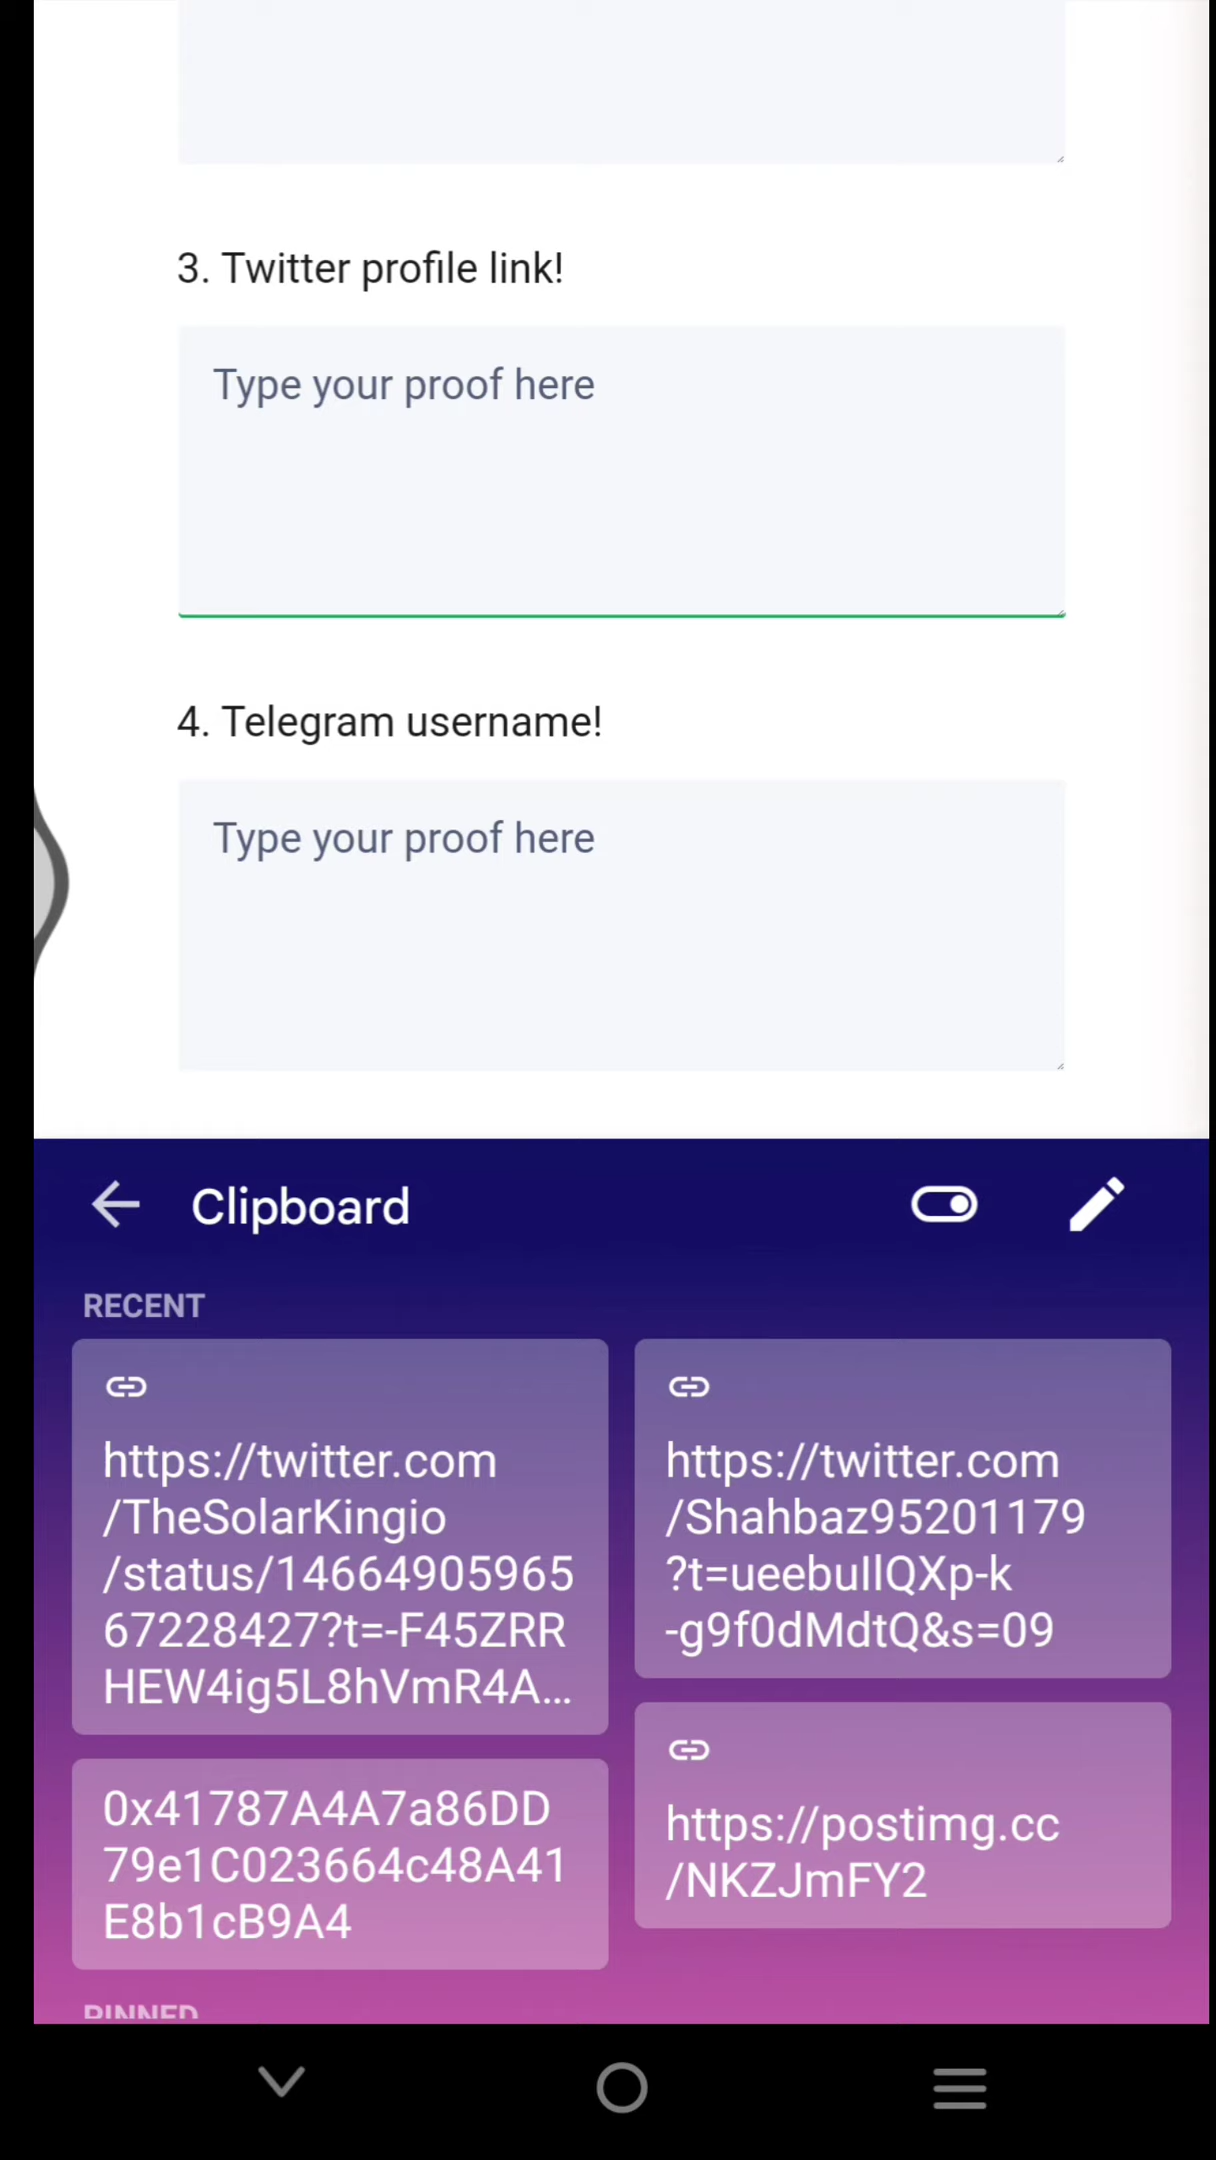 3. Twitter profile link!
Type your proof here
4. Telegram username!
Type your proof here
Clipboard
RECENT
https://twitter.com
/TheSolarKingio
/status/14664905965
67228427?t=-F45ZRR
HEW4ig5L8hVmR4A...
https://twitter.com
/Shahbaz95201179
?t=ueebuIlQXp-k
-g9f0dMdtQ&s=09
0x41787A4A7a86DD
79e1C023664c48A41
E8b1cB9A4
https://postimg.cc
/NKZJmFY2
PINNED